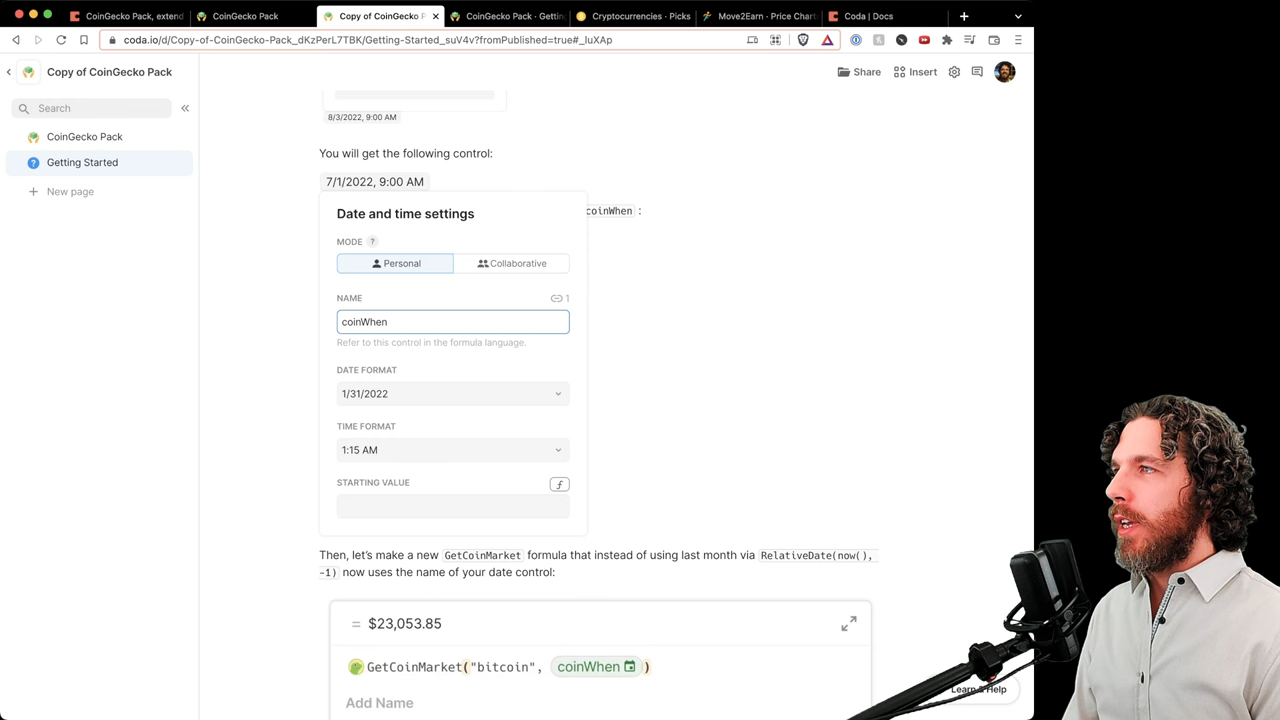 CoinGecko Pack, extend
CoinGecko Pack
Copy of CoinGecko P
CoinGecko Pack - Gettin
Cryptocurrencies - Picks
Move2Earn - Price Chart
Coda | Docs
coda.io/d/Copy-of-CoinGecko-Pack_dKzPerL7TBK/Getting-Started_suV4v?fromPublished=true#_luXAp
Copy of CoinGecko Pack
Share
Insert
Search
CoinGecko Pack
Getting Started
New page
8/3/2022, 9:00 AM
You will get the following control:
7/1/2022, 9:00 AM
coinWhen :
Date and time settings
MODE ?
Personal
Collaborative
NAME
1
coinWhen
Refer to this control in the formula language.
DATE FORMAT
1/31/2022
TIME FORMAT
1:15 AM
STARTING VALUE
Then, let's make a new GetCoinMarket formula that instead of using last month via RelativeDate(now(),
-1) now uses the name of your date control:
= $23,053.85
GetCoinMarket("bitcoin", coinWhen )
Add Name
Learn & Help